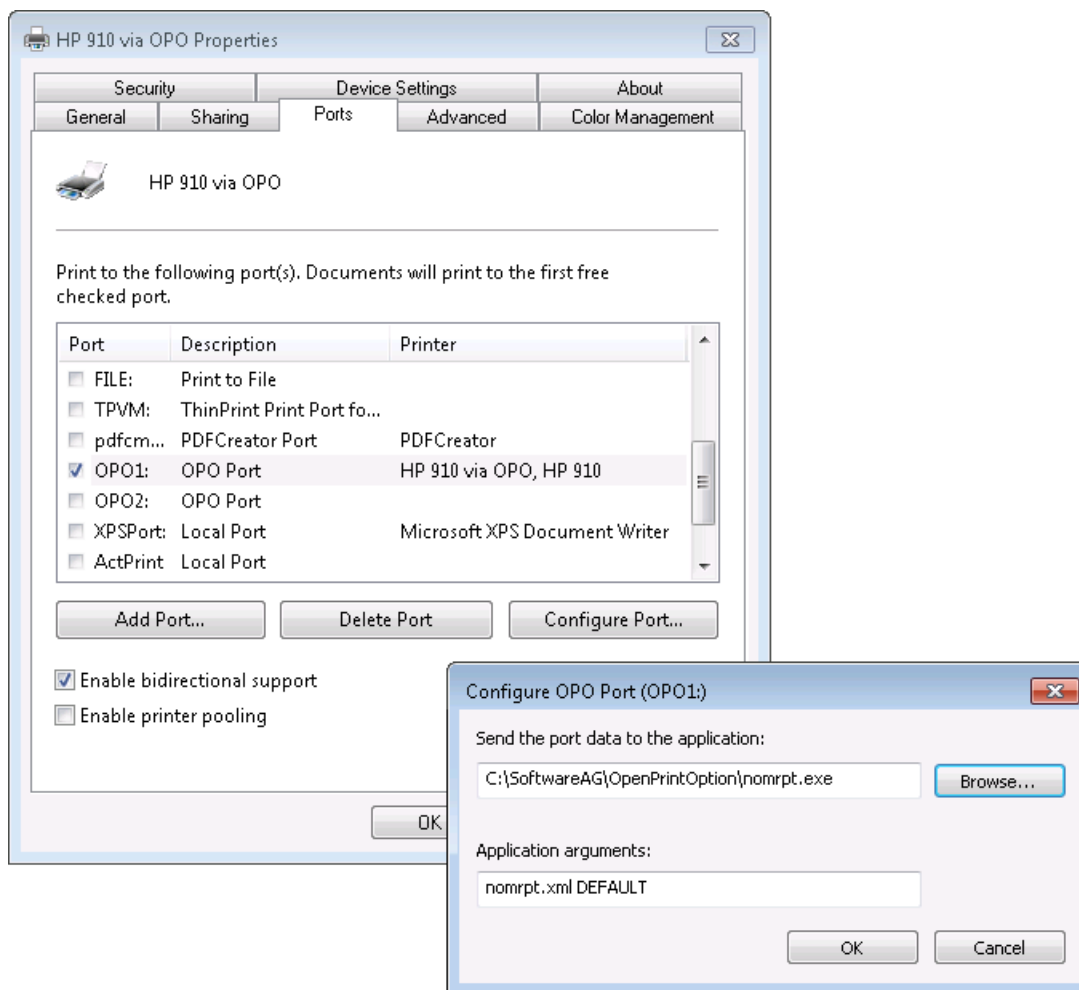 HP 910 via OPO Properties
Security Device Settings About
General Sharing Ports Advanced Color Management
HP 910 via OPO
Print to the following port(s). Documents will print to the first free
checked port.
Port Description Printer
FILE: Print to File
TPVM: ThinPrint Print Port fo...
pdfcm... PDFCreator Port PDFCreator
OPO1: OPO Port HP 910 via OPO, HP 910
OPO2: OPO Port
XPSPort: Local Port Microsoft XPS Document Writer
ActPrint Local Port
Add Port... Delete Port Configure Port...
Enable bidirectional support
Enable printer pooling
OK
Configure OPO Port (OPO1:)
Send the port data to the application:
C:\SoftwareAG\OpenPrintOption\nomrpt.exe Browse...
Application arguments:
nomrpt.xml DEFAULT
OK Cancel